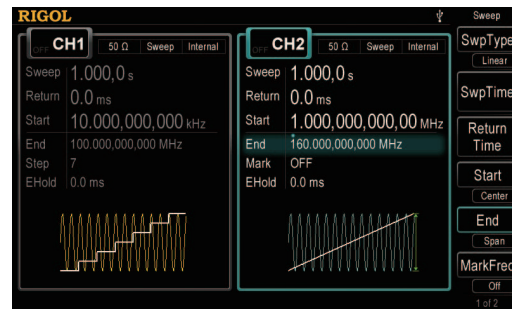 RIGOL
Sweep
OFF CH1 50 Ω Sweep Internal
Sweep 1.000,0 s
Return 0.0 ms
Start 10.000,000,000 kHz
End 100.000,000,000 MHz
Step 7
EHold 0.0 ms
OFF CH2 50 Ω Sweep Internal
Sweep 1.000,0 s
Return 0.0 ms
Start 1.000,000,000,00 MHz
End 160.000,000,000 MHz
Mark OFF
EHold 0.0 ms
SwpType
Linear
SwpTime
Return
Time
Start
Center
End
Span
MarkFreq
Off
1 of 2